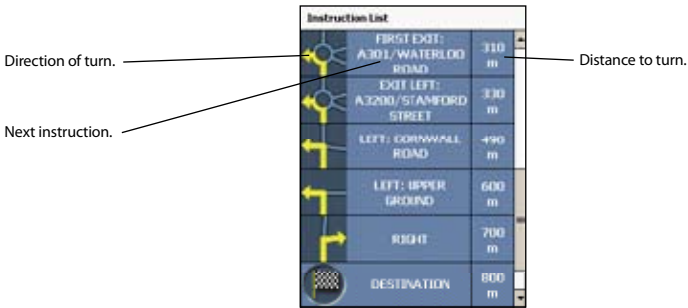 Instruction List
Direction of turn.
FIRST EXIT:
A301/WATERLOO
ROAD
310
m
Distance to turn.
EXIT LEFT:
A3200/STAMFORD
STREET
330
m
Next instruction.
LEFT: CORNWALL
ROAD
490
m
LEFT: UPPER
GROUND
600
m
RIGHT
700
m
DESTINATION
800
m